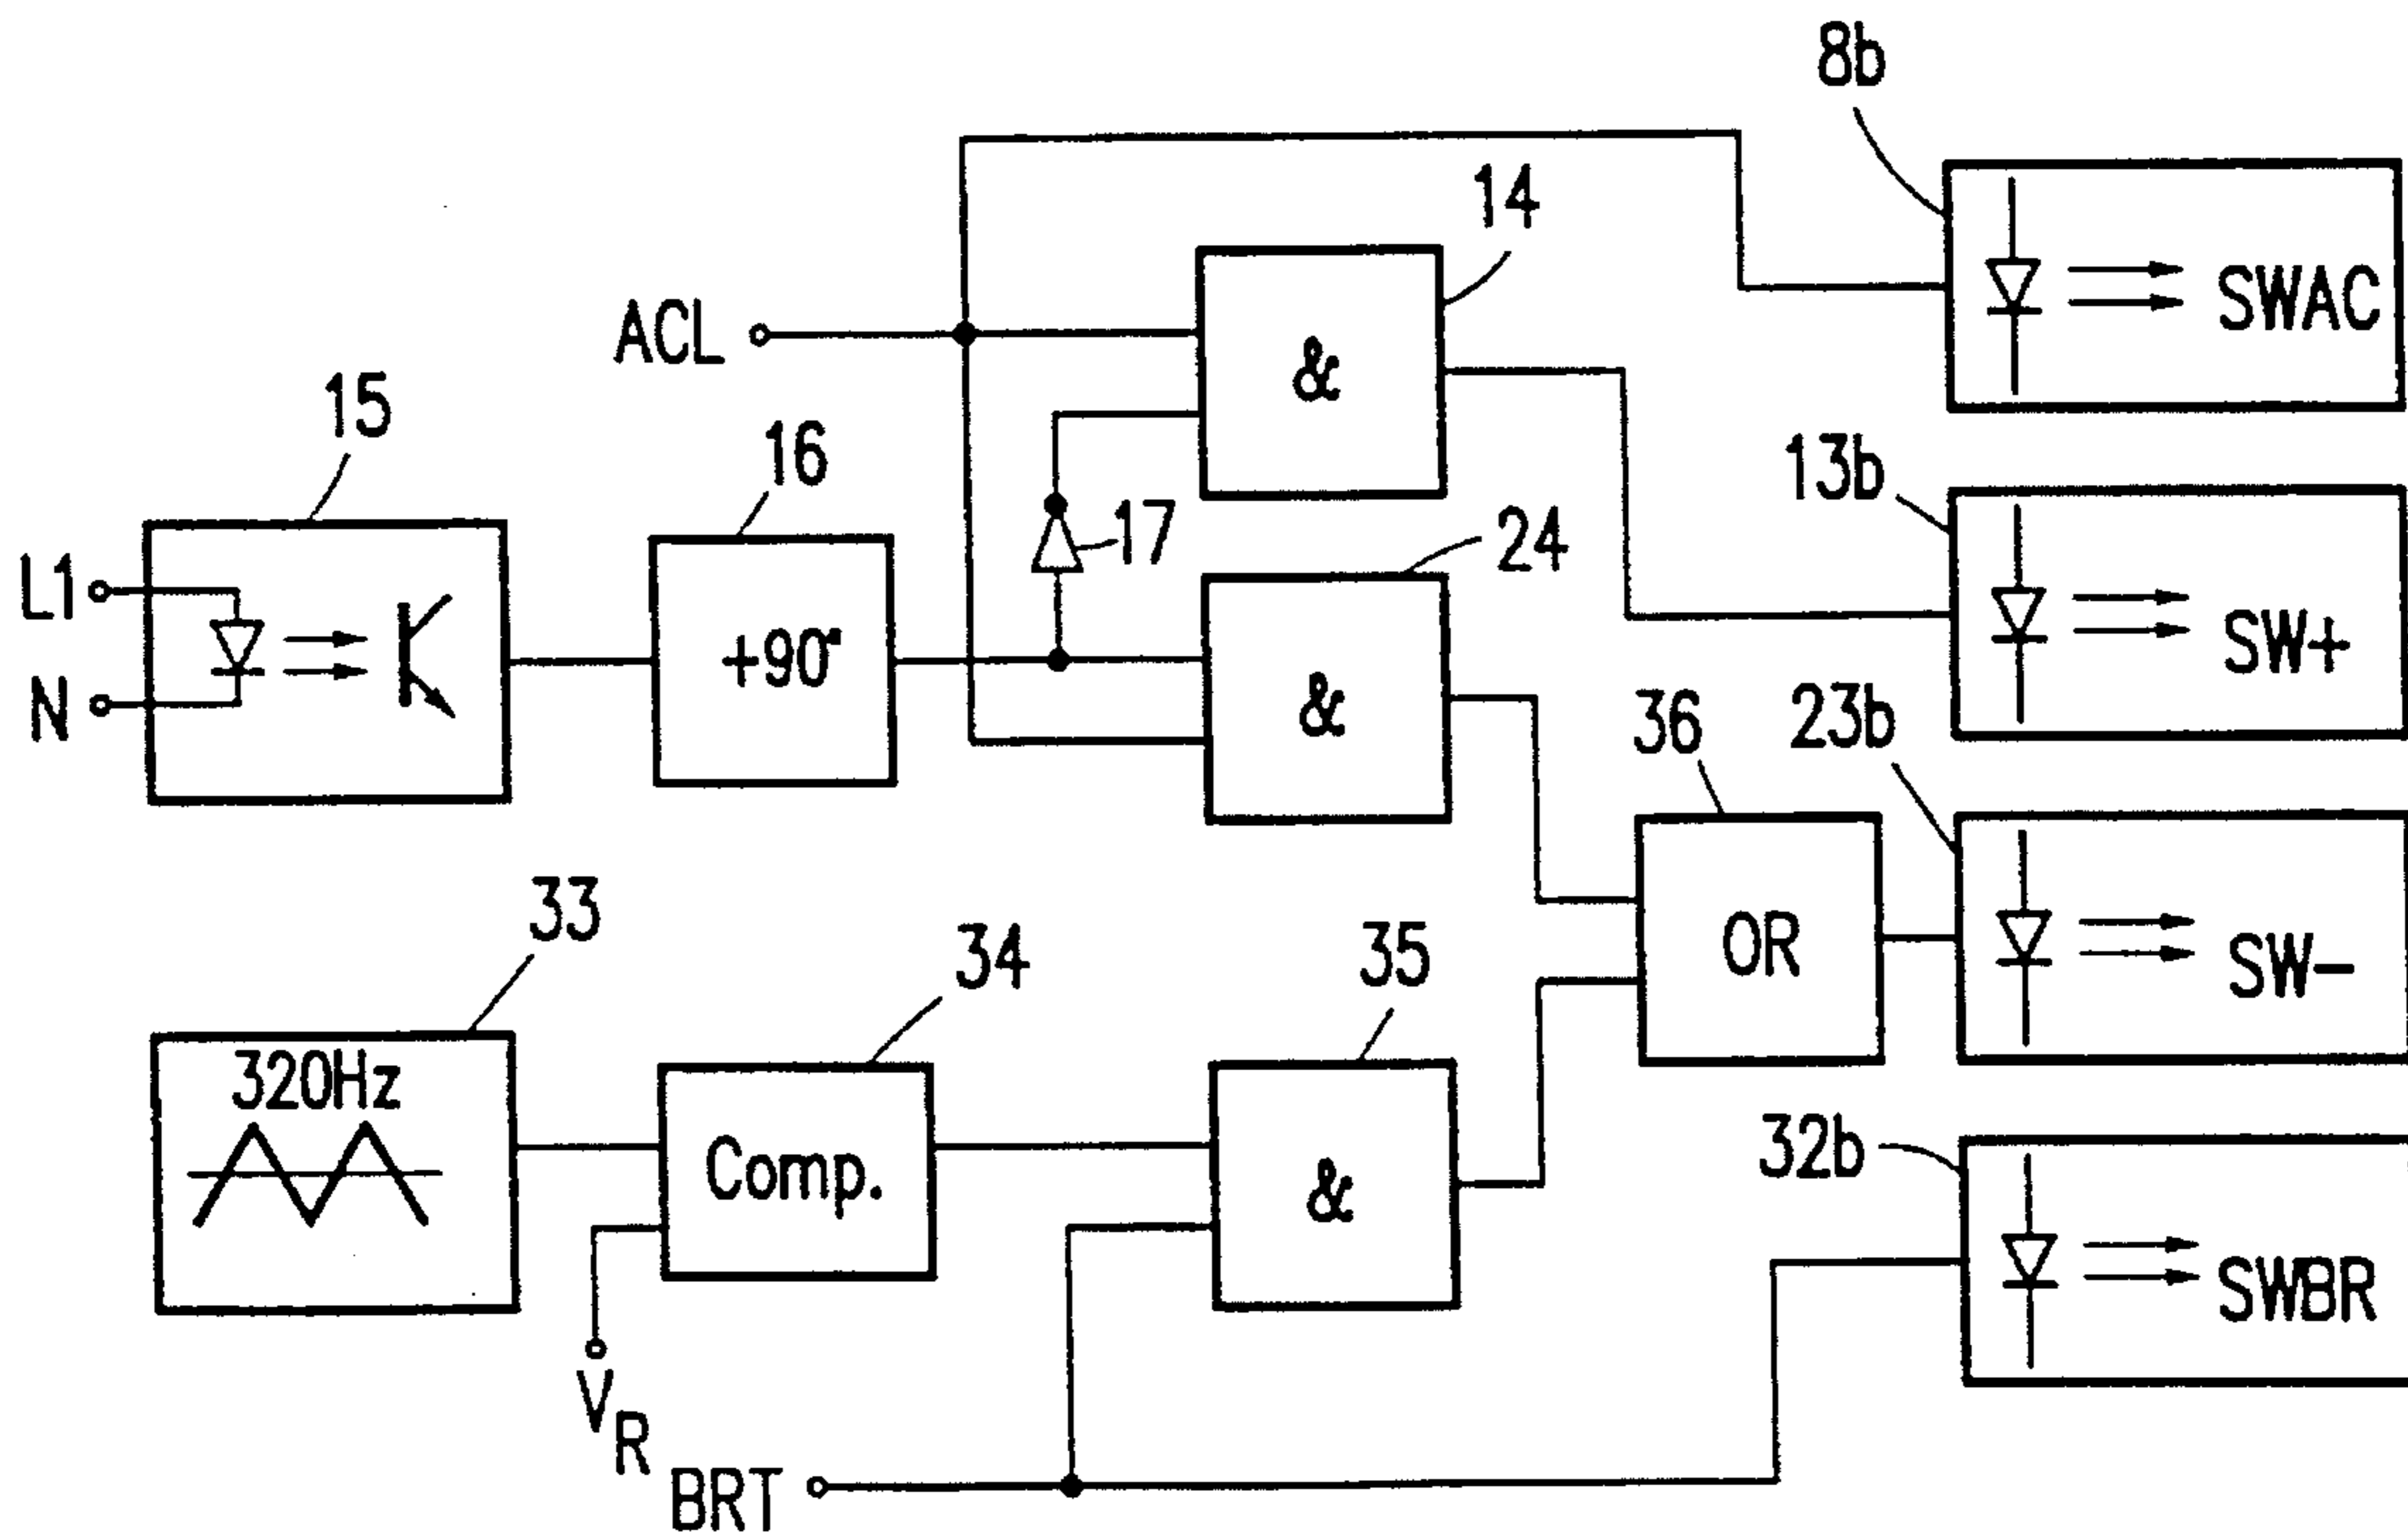 8b
14
ACL
&
SWAC
15
16
13b
17
24
L1
+90°
&
SW+
N
36
23b
33
34
35
OR
SW-
320Hz
32b
Comp.
&
SWBR
VR
BRT